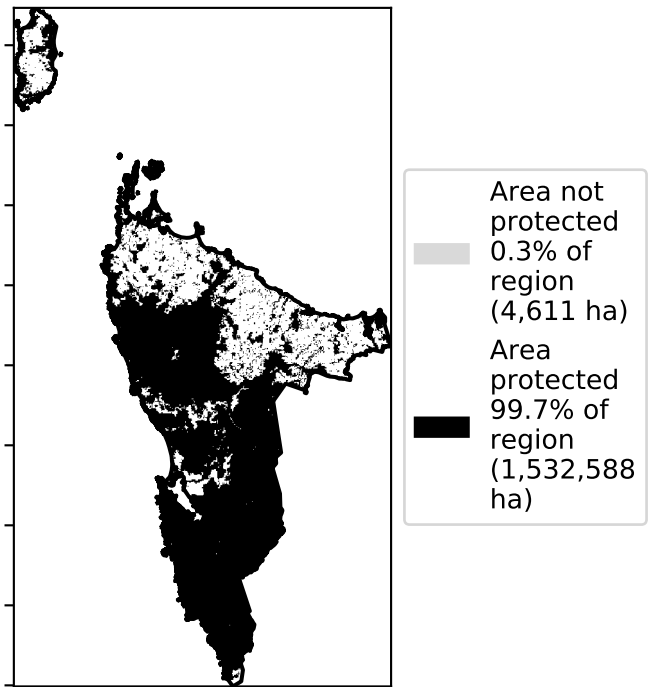 Area not
protected
0.3% of
region
(4,611 ha)
Area
protected
99.7% of
region
(1,532,588
ha)